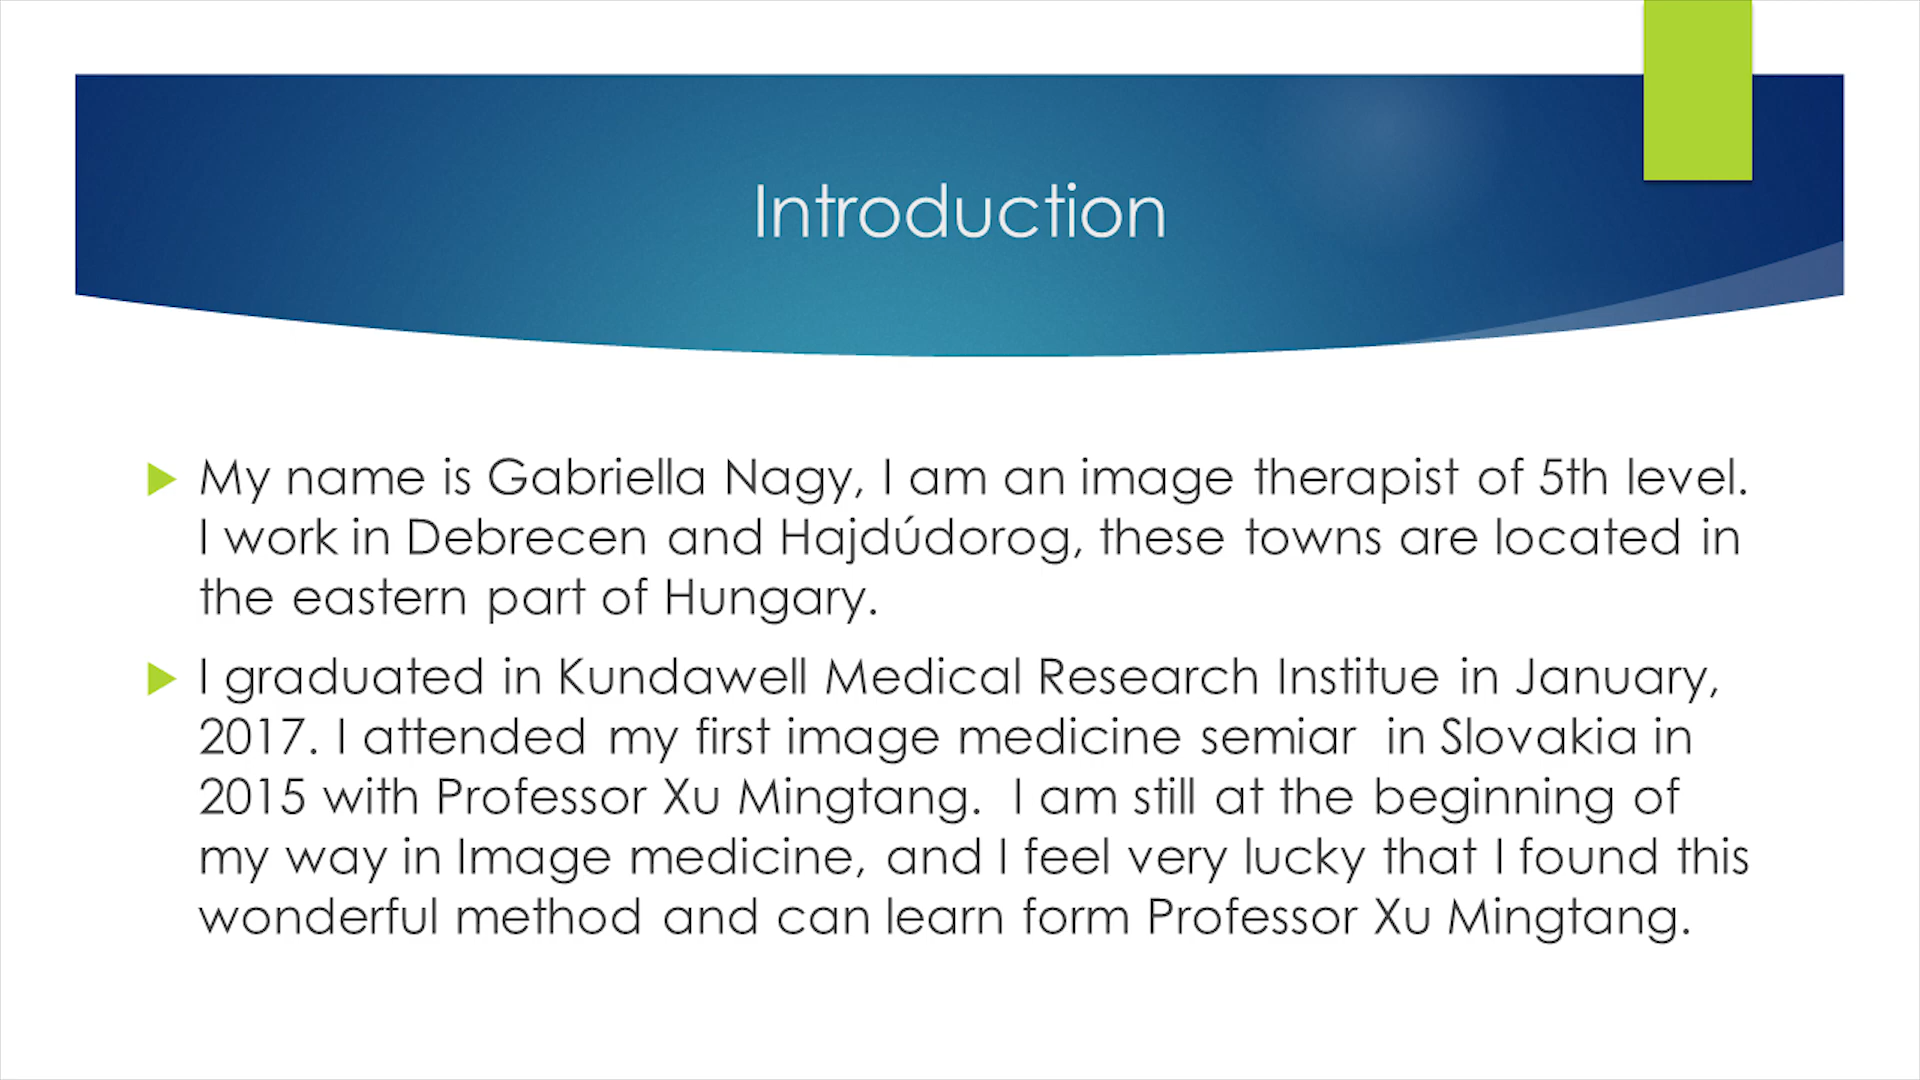 Introduction
My name is Gabriella Nagy, I am an image therapist of 5th level.
I work in Debrecen and Hajdúdorog, these towns are located in
the eastern part of Hungary.
I graduated in Kundawell Medical Research Institue in January,
2017. I attended my first image medicine semiar in Slovakia in
2015 with Professor Xu Mingtang. I am still at the beginning of
my way in Image medicine, and I feel very lucky that I found this
wonderful method and can learn form Professor Xu Mingtang.